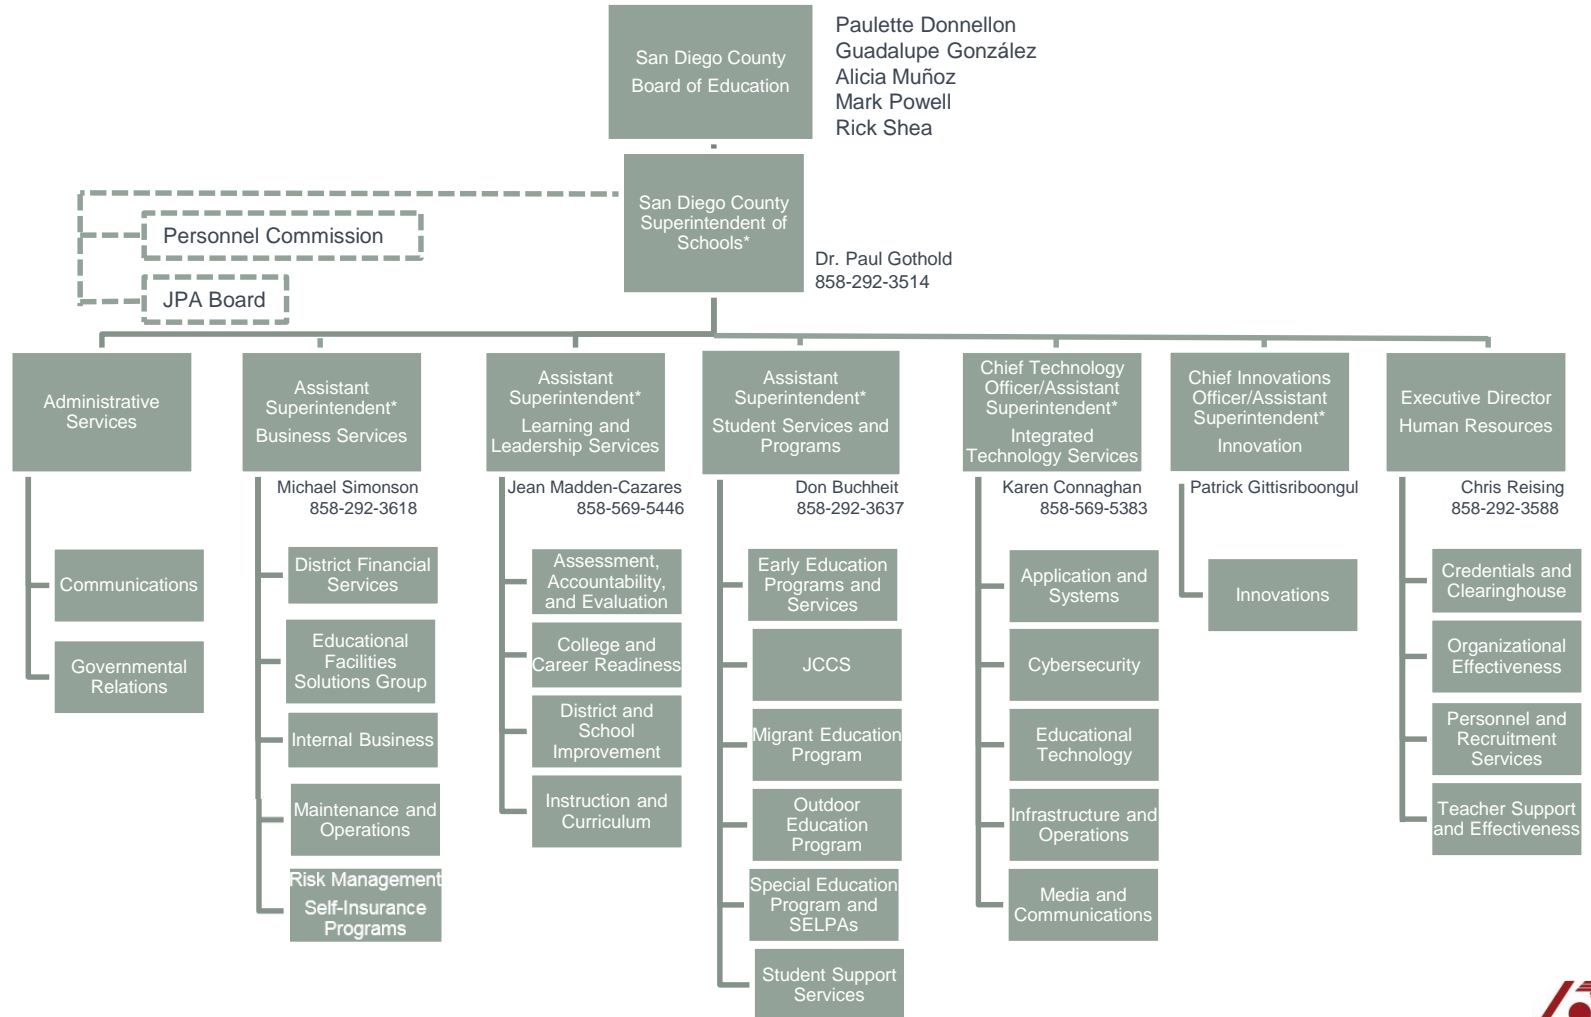 San Diego County
Board of Education
Paulette Donnellon
Guadalupe González
Alicia Muñoz
Mark Powell
Rick Shea
San Diego County
Superintendent of
Schools*
Dr. Paul Gothold
858-292-3514
Personnel Commission
JPA Board
Administrative
Services
Communications
Governmental
Relations
Assistant
Superintendent*
Business Services
Michael Simonson
858-292-3618
District Financial
Services
Educational
Facilities
Solutions Group
Internal Business
Maintenance and
Operations
Risk Management
Self-Insurance
Programs
Assistant
Superintendent*
Learning and
Leadership Services
Jean Madden-Cazares
858-569-5446
Assessment,
Accountability,
and Evaluation
College and
Career Readiness
District and
School
Improvement
Instruction and
Curriculum
Assistant
Superintendent*
Student Services and
Programs
Don Buchheit
858-292-3637
Early Education
Programs and
Services
JCCS
Migrant Education
Program
Outdoor
Education
Program
Special Education
Program and
SELPAs
Student Support
Services
Chief Technology
Officer/Assistant
Superintendent*
Integrated
Technology Services
Karen Connaghan
858-569-5383
Application and
Systems
Cybersecurity
Educational
Technology
Infrastructure and
Operations
Media and
Communications
Chief Innovations
Officer/Assistant
Superintendent*
Innovation
Patrick Gittisriboongul
Innovations
Executive Director
Human Resources
Chris Reising
858-292-3588
Credentials and
Clearinghouse
Organizational
Effectiveness
Personnel and
Recruitment
Services
Teacher Support
and Effectiveness